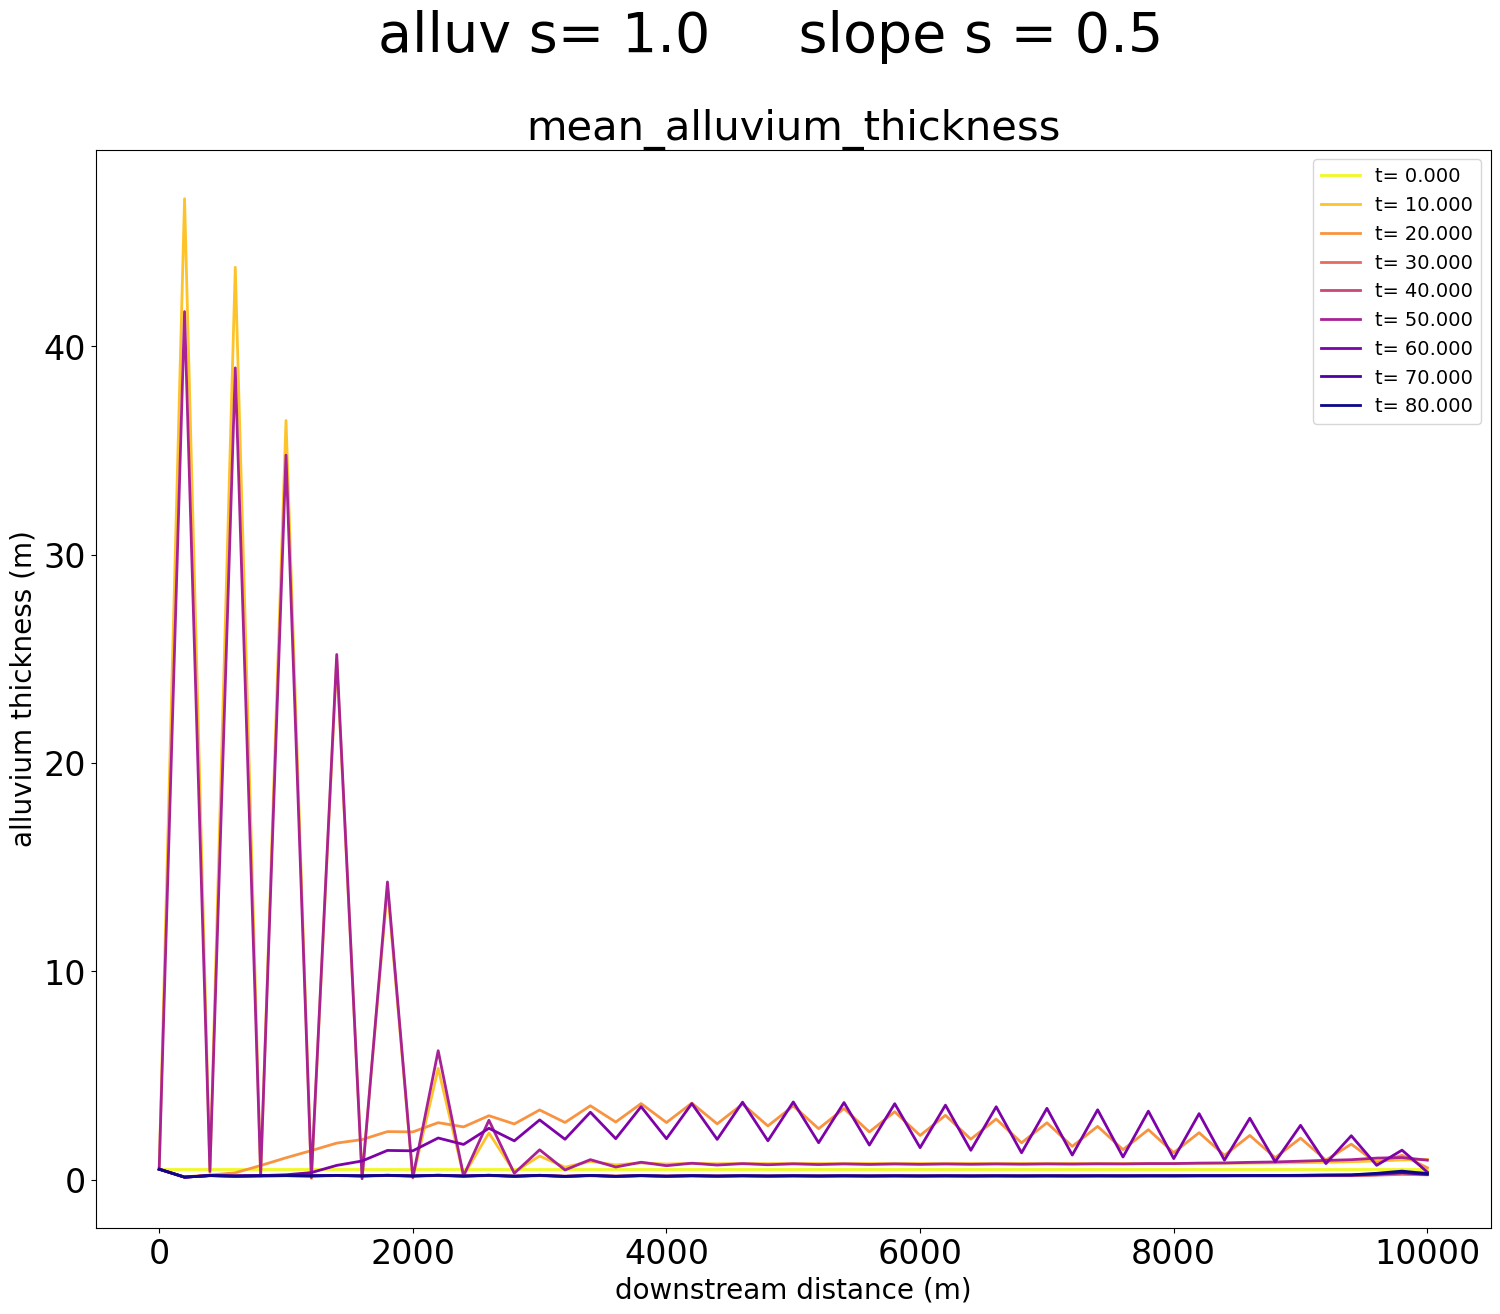 alluv s= 1.0     slope s = 0.5
mean_alluvium_thickness
t= 0.000
t= 10.000
t= 20.000
t= 30.000
t= 40.000
t= 50.000
t= 60.000
t= 70.000
t= 80.000
alluvium thickness (m)
40
30
20
10
0
0 2000 4000 6000 8000 10000
downstream distance (m)